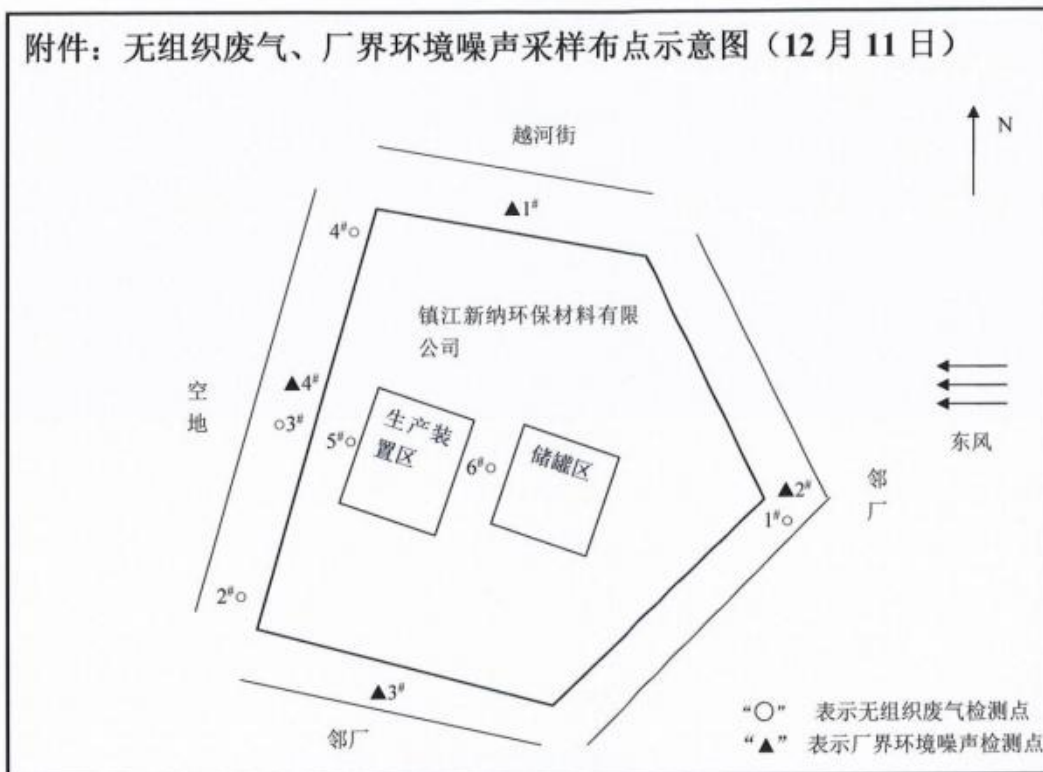 附件：无组织废气、厂界环境噪声采样布点示意图（12 月 11 日）
越河街
N
▲1#
4#○
镇江新纳环保材料有限
公司
空
地
▲4#
○3#
5#○
生产装
置区
6#○
储罐区
东风
▲2#
1#○
邻
厂
2#○
▲3#
邻厂
“○” 表示无组织废气检测点
“▲” 表示厂界环境噪声检测点